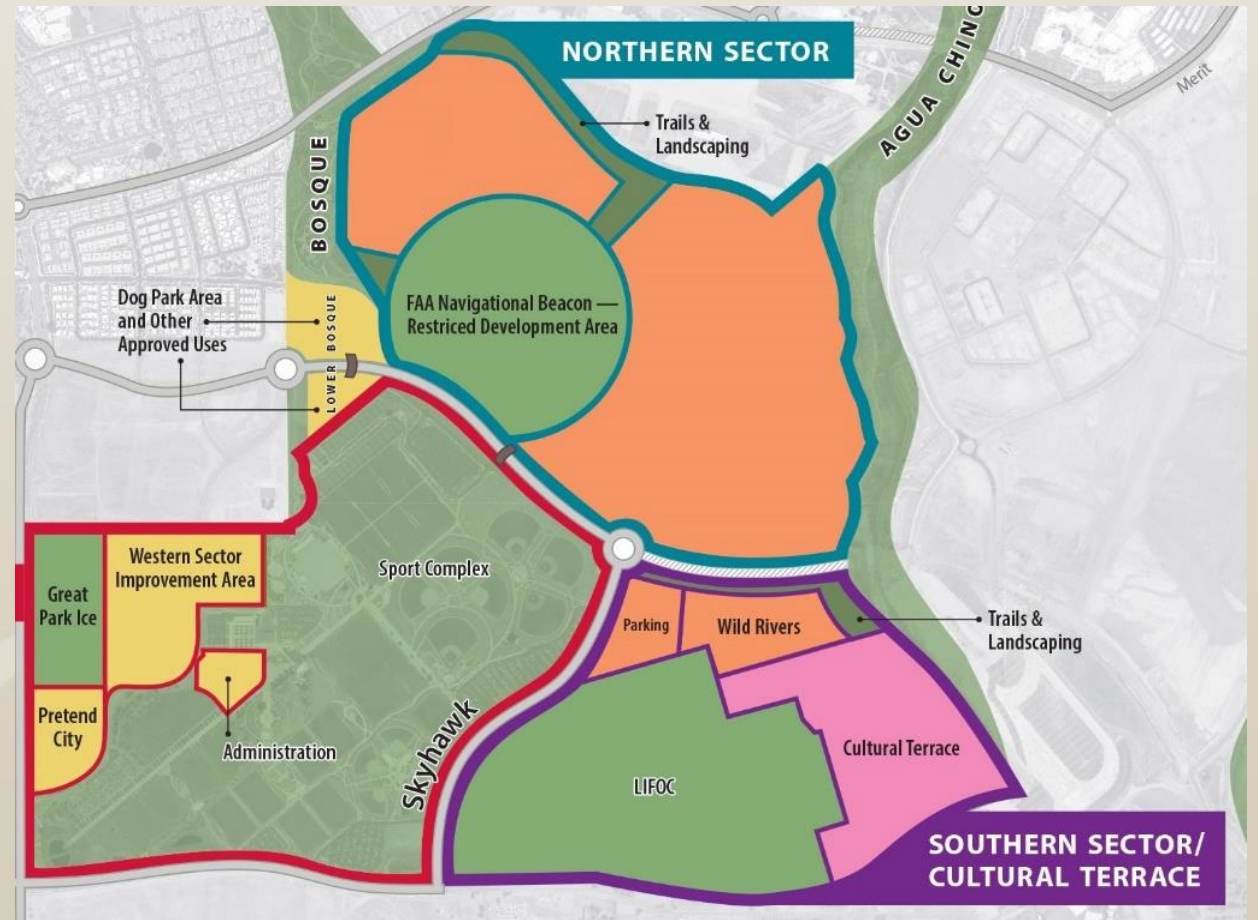 NORTHERN SECTOR
AGUA CHINO
Merit
Trails &
Landscaping
BOSQUE
Dog Park Area
and Other
Approved Uses
LOWER BOSQUE
FAA Navigational Beacon —
Restriced Development Area
Great
Park Ice
Western Sector
Improvement Area
Sport Complex
Parking
Wild Rivers
Trails &
Landscaping
Pretend
City
Administration
Skyhawk
LIFOC
Cultural Terrace
SOUTHERN SECTOR/
CULTURAL TERRACE